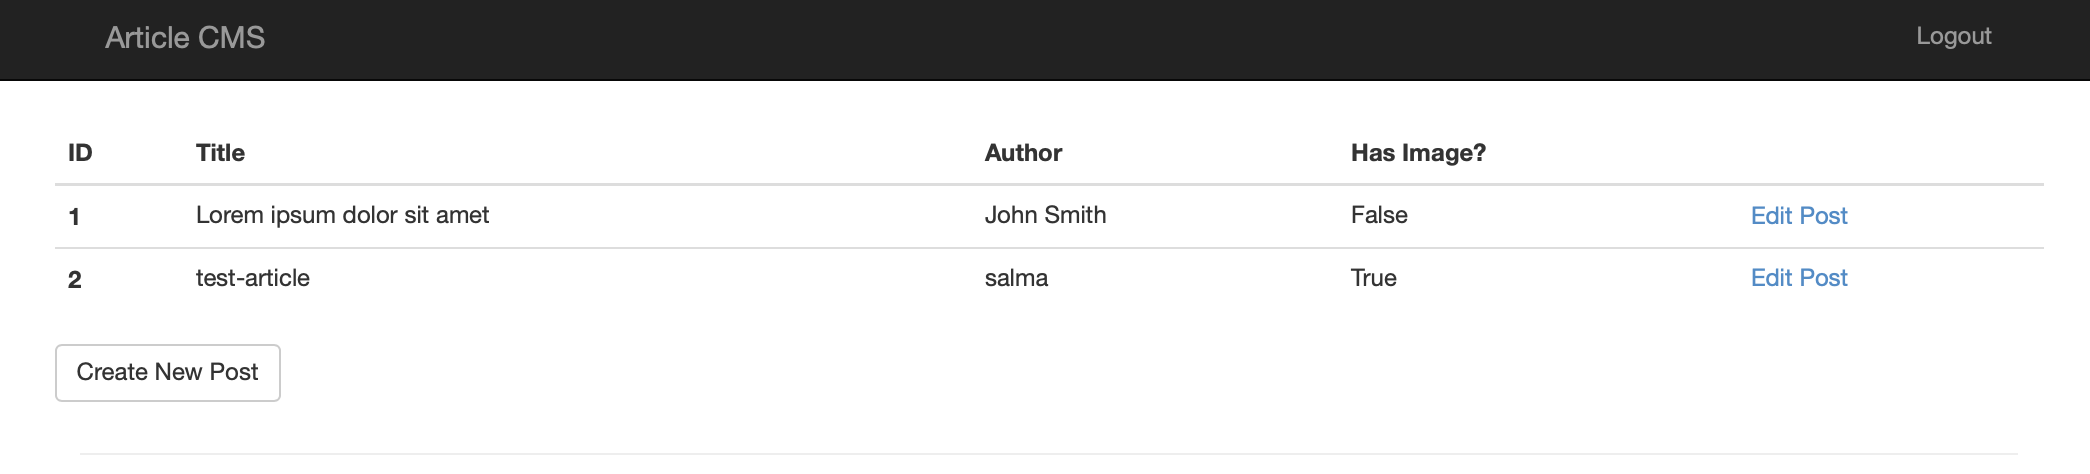 Article CMS Logout
ID Title Author Has Image?
1 Lorem ipsum dolor sit amet John Smith False Edit Post
2 test-article salma True Edit Post
Create New Post